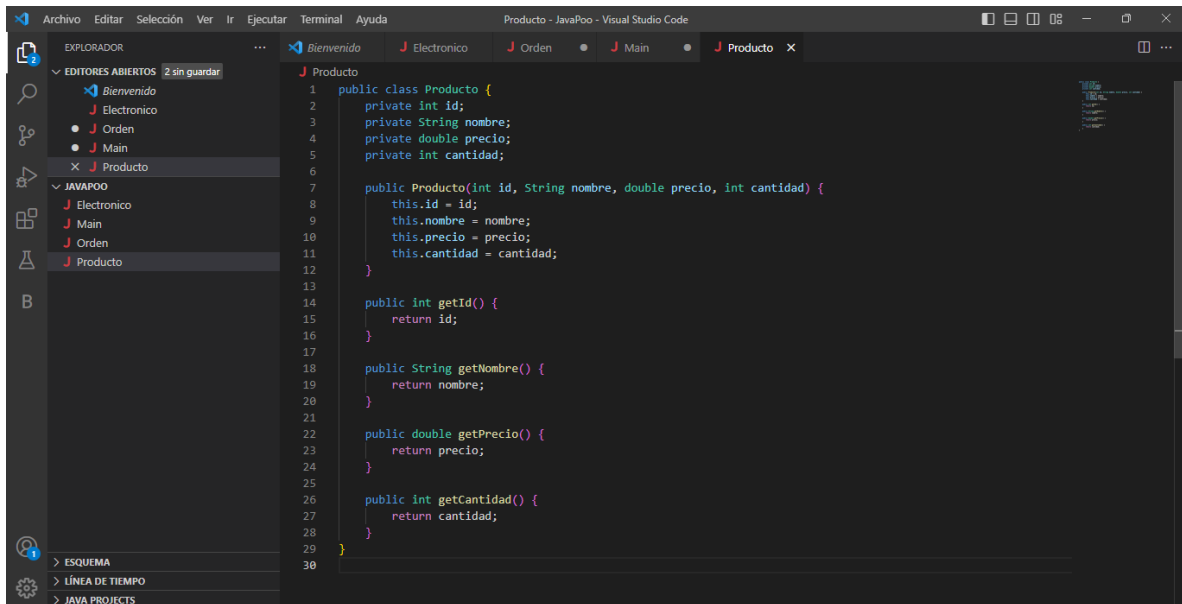 Archivo Editar Selección Ver Ir Ejecutar Terminal Ayuda Producto - JavaPoo - Visual Studio Code
EXPLORADOR ...
EDITORES ABIERTOS 2 sin guardar
Bienvenido
J Electronico
J Orden
J Main
J Producto
JAVAPOO
J Electronico
J Main
J Orden
J Producto
ESQUEMA
LÍNEA DE TIEMPO
JAVA PROJECTS
2
B
1
Bienvenido J Electronico J Orden J Main J Producto
J Producto
1 public class Producto {
2     private int id;
3     private String nombre;
4     private double precio;
5     private int cantidad;
6
7     public Producto(int id, String nombre, double precio, int cantidad) {
8         this.id = id;
9         this.nombre = nombre;
10         this.precio = precio;
11         this.cantidad = cantidad;
12     }
13
14     public int getId() {
15         return id;
16     }
17
18     public String getNombre() {
19         return nombre;
20     }
21
22     public double getPrecio() {
23         return precio;
24     }
25
26     public int getCantidad() {
27         return cantidad;
28     }
29 }
30